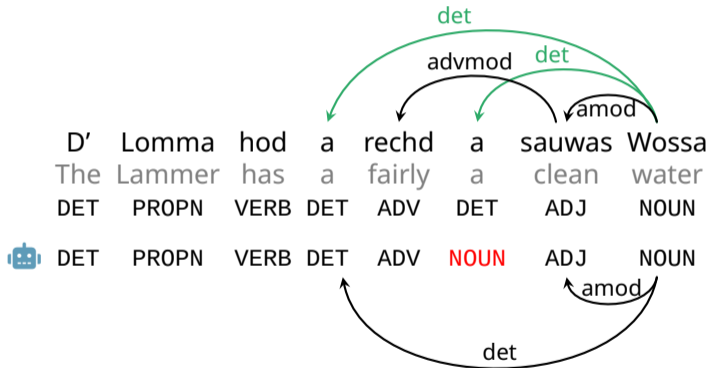 det
advmod det
amod
D’ Lomma hod a rechd a sauwas Wossa
The Lammer has a fairly a clean water
DET PROPN VERB DET ADV DET ADJ NOUN
DET PROPN VERB DET ADV NOUN ADJ NOUN
amod
det